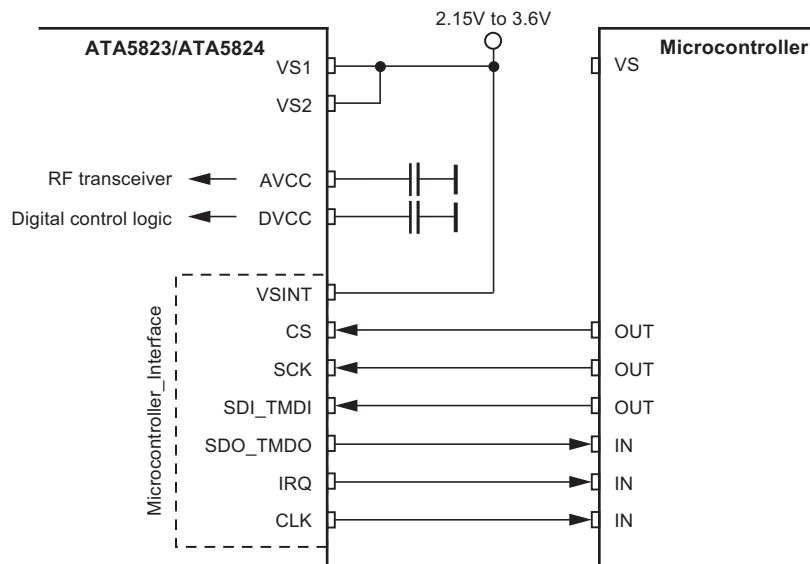 2.15V to 3.6V
ATA5823/ATA5824
Microcontroller
VS1
VS
VS2
RF transceiver
AVCC
Digital control logic
DVCC
Microcontroller_Interface
VSINT
CS
OUT
SCK
OUT
SDI_TMDI
OUT
SDO_TMDO
IN
IRQ
IN
CLK
IN